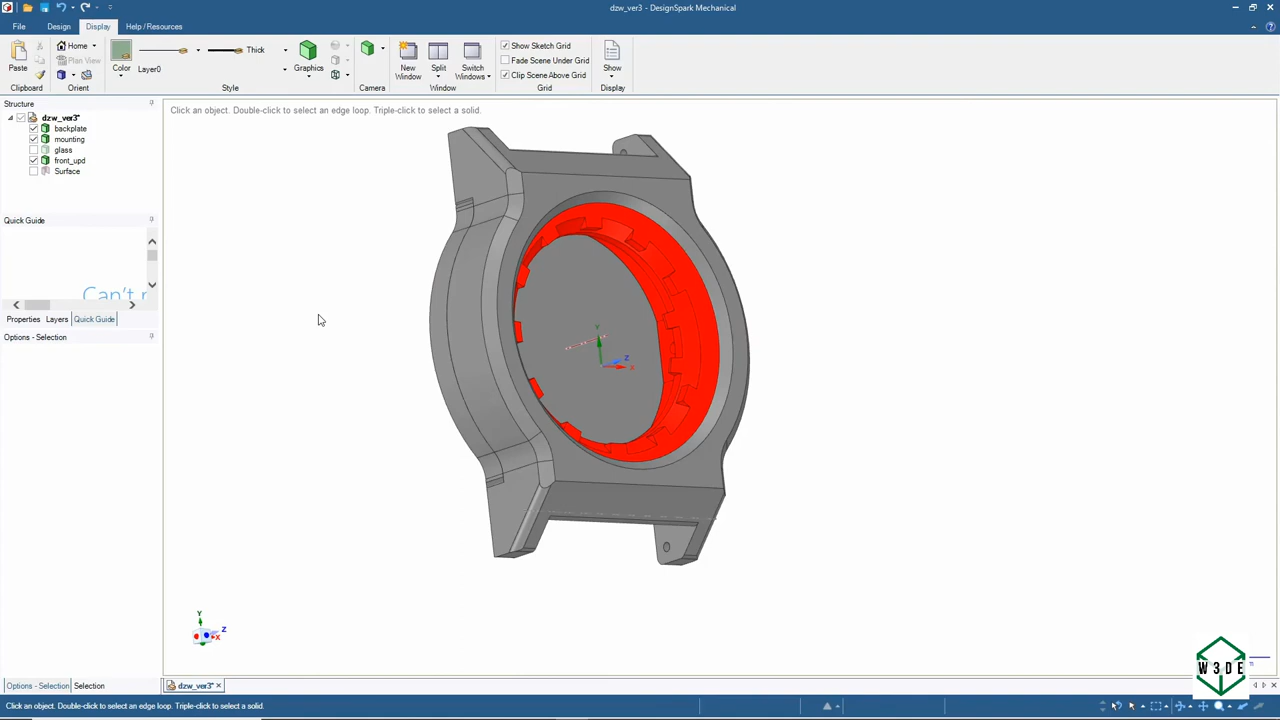 dzw_ver3 - DesignSpark Mechanical
File Design Display Help / Resources
Paste
Clipboard
Home
Plan View
Orient
Color
Layer0
Thick
Style
Graphics
Camera
New Window
Split
Switch Windows
Window
Show Sketch Grid
Fade Scene Under Grid
Clip Scene Above Grid
Grid
Show
Display
Structure
dzw_ver3*
backplate
mounting
glass
front_upd
Surface
Quick Guide
Properties Layers Quick Guide
Options - Selection
Click an object. Double-click to select an edge loop. Triple-click to select a solid.
Y
Z
X
Y
Z
X
W3DE
Options - Selection Selection
dzw_ver3*
Click an object. Double-click to select an edge loop. Triple-click to select a solid.